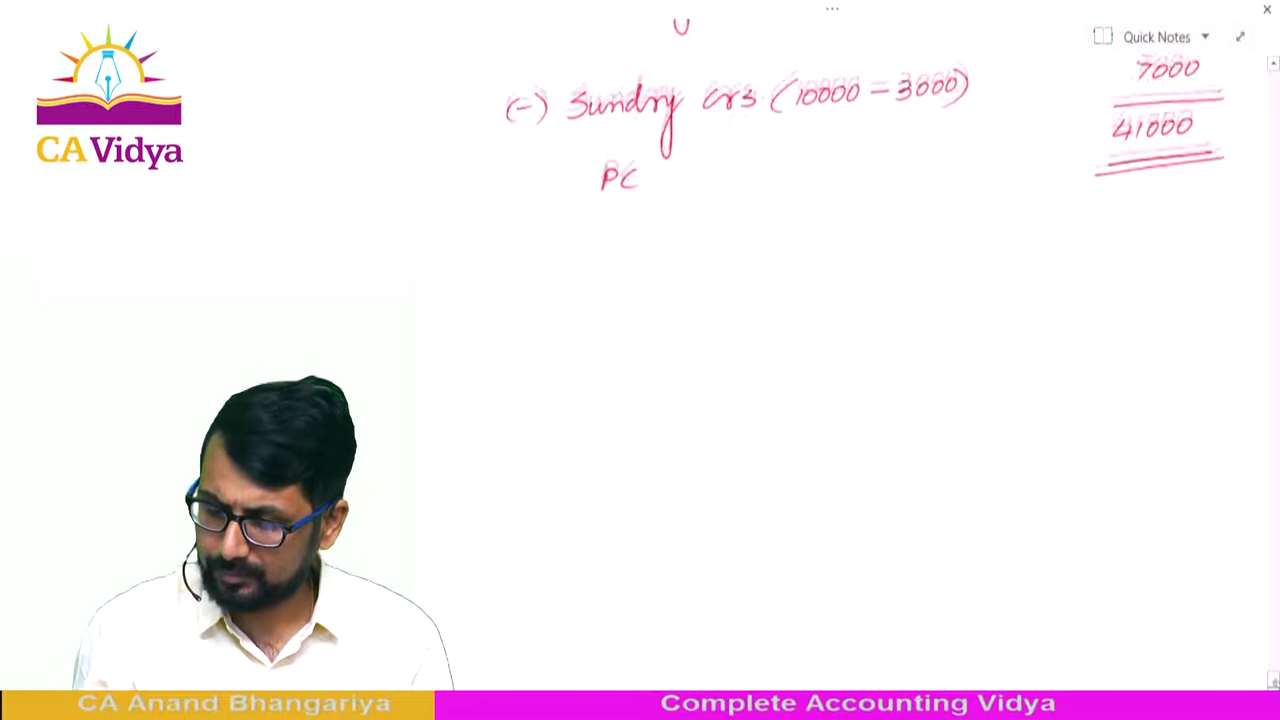 Quick Notes
7000
(-) Sundry Crs. (10000 - 3000)
41000
PC
CA Vidya
CA Anand Bhangariya
Complete Accounting Vidya